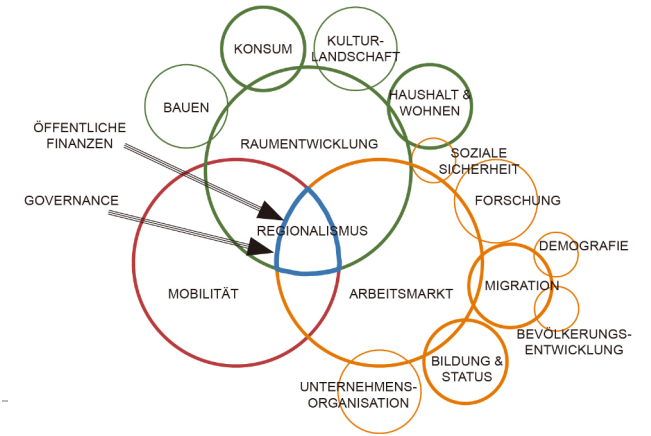 KONSUM
KULTUR-
LANDSCHAFT
BAUEN
HAUSHALT &
WOHNEN
ÖFFENTLICHE
FINANZEN
RAUMENTWICKLUNG
SOZIALE
SICHERHEIT
GOVERNANCE
FORSCHUNG
REGIONALISMUS
DEMOGRAFIE
MOBILITÄT
ARBEITSMARKT
MIGRATION
BEVÖLKERUNGS-
ENTWICKLUNG
BILDUNG &
STATUS
UNTERNEHMENS-
ORGANISATION